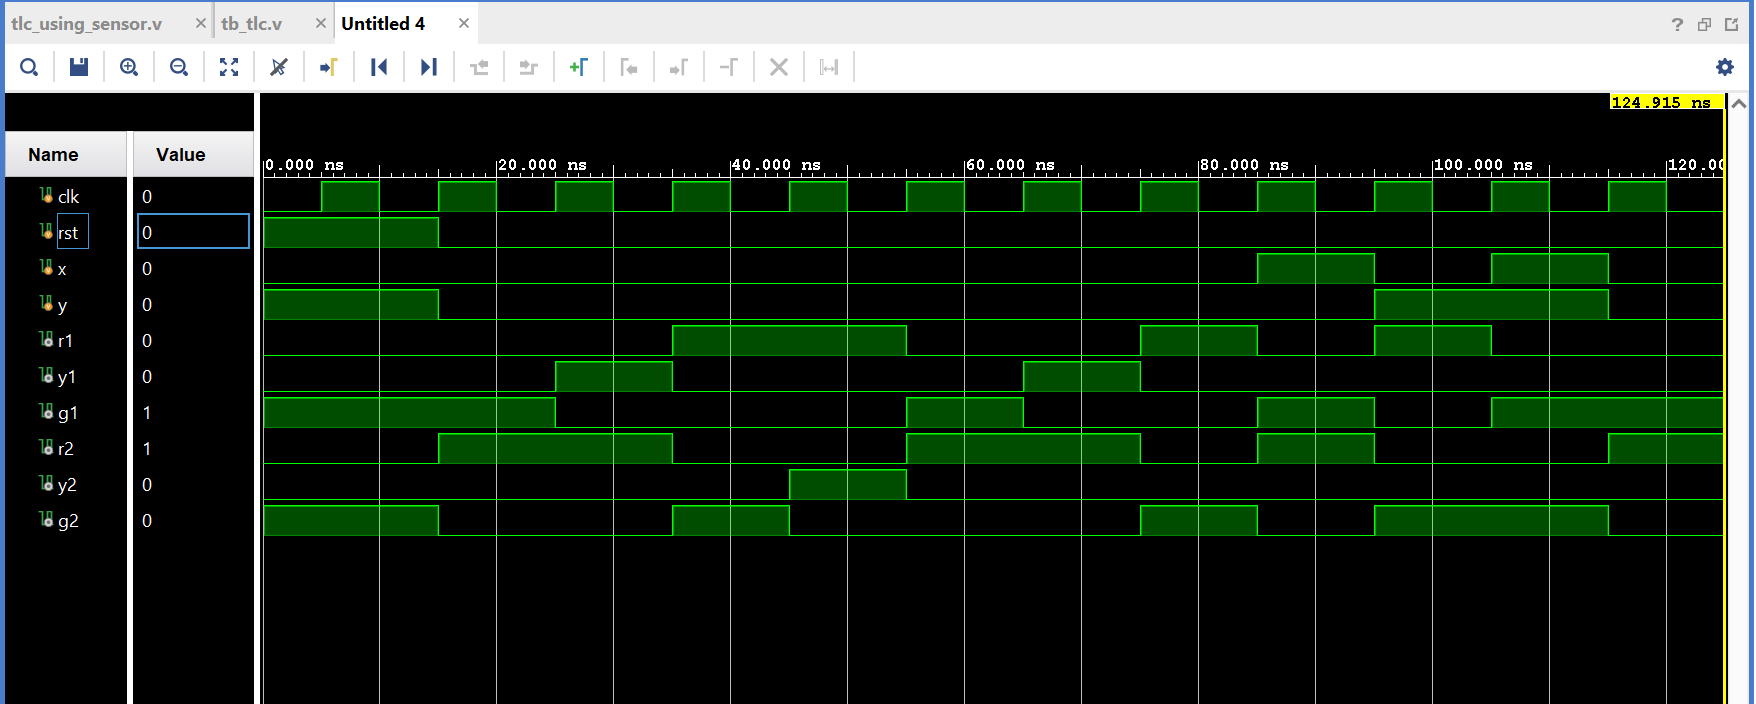 tlc_using_sensor.v × tb_tlc.v × Untitled 4 ×
?
124.915 ns
Name Value
0.000 ns 20.000 ns 40.000 ns 60.000 ns 80.000 ns 100.000 ns 120.00
clk 0
rst 0
x 0
y 0
r1 0
y1 0
g1 1
r2 1
y2 0
g2 0